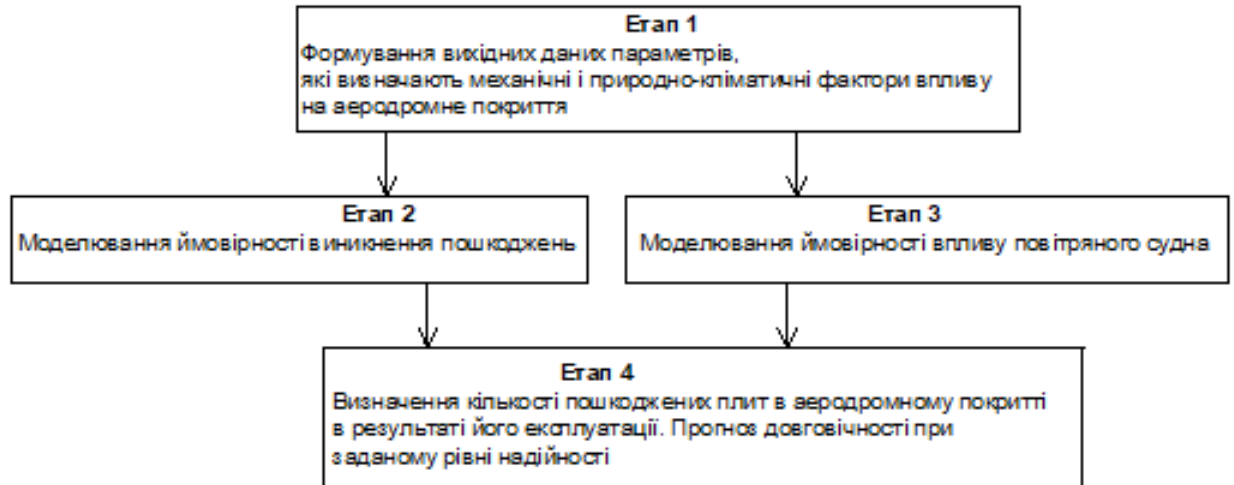 Етап 1
Формування вихідних даних параметрів,
які визначають механічні і природно-кліматичні фактори впливу
на аеродромне покриття
Етап 2
Моделювання ймовірності виникнення пошкоджень
Етап 3
Моделювання ймовірності впливу повітряного судна
Етап 4
Визначення кількості пошкоджених плит в аеродромному покритті
в результаті його експлуатації. Прогноз довговічності при
заданому рівні надійності